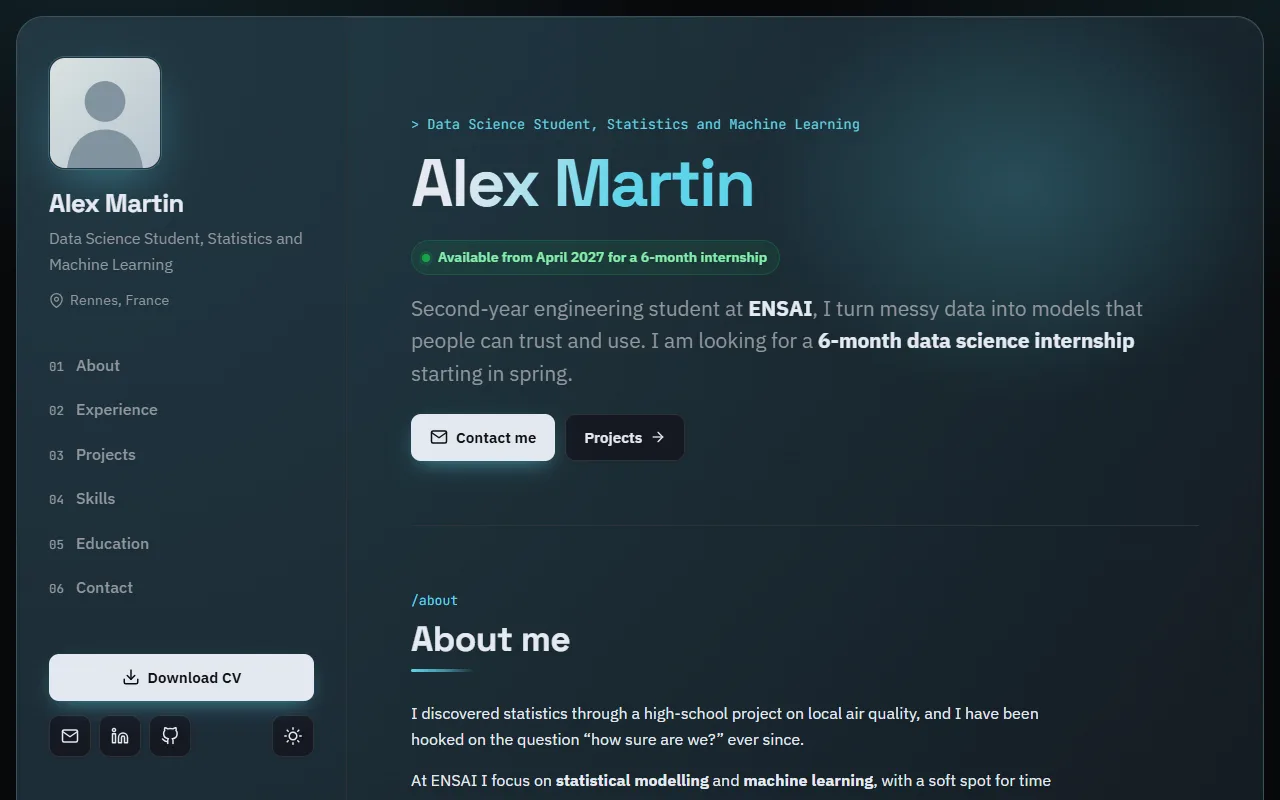 Alex Martin
Data Science Student, Statistics and
Machine Learning
Rennes, France
01 About
02 Experience
03 Projects
04 Skills
05 Education
06 Contact
Download CV
> Data Science Student, Statistics and Machine Learning
Alex Martin
Available from April 2027 for a 6-month internship
Second-year engineering student at ENSAI, I turn messy data into models that
people can trust and use. I am looking for a 6-month data science internship
starting in spring.
Contact me
Projects →
/about
About me
I discovered statistics through a high-school project on local air quality, and I have been
hooked on the question “how sure are we?” ever since.
At ENSAI I focus on statistical modelling and machine learning, with a soft spot for time